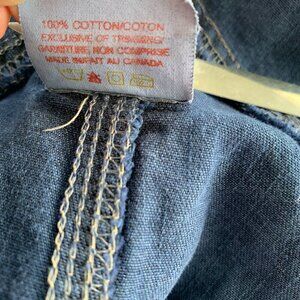 100% COTTON/COTON
EXCLUSIVE OF TRIMMING/
GARNITURE NON COMPRISE
MADE IN/FAIT AU CANADA